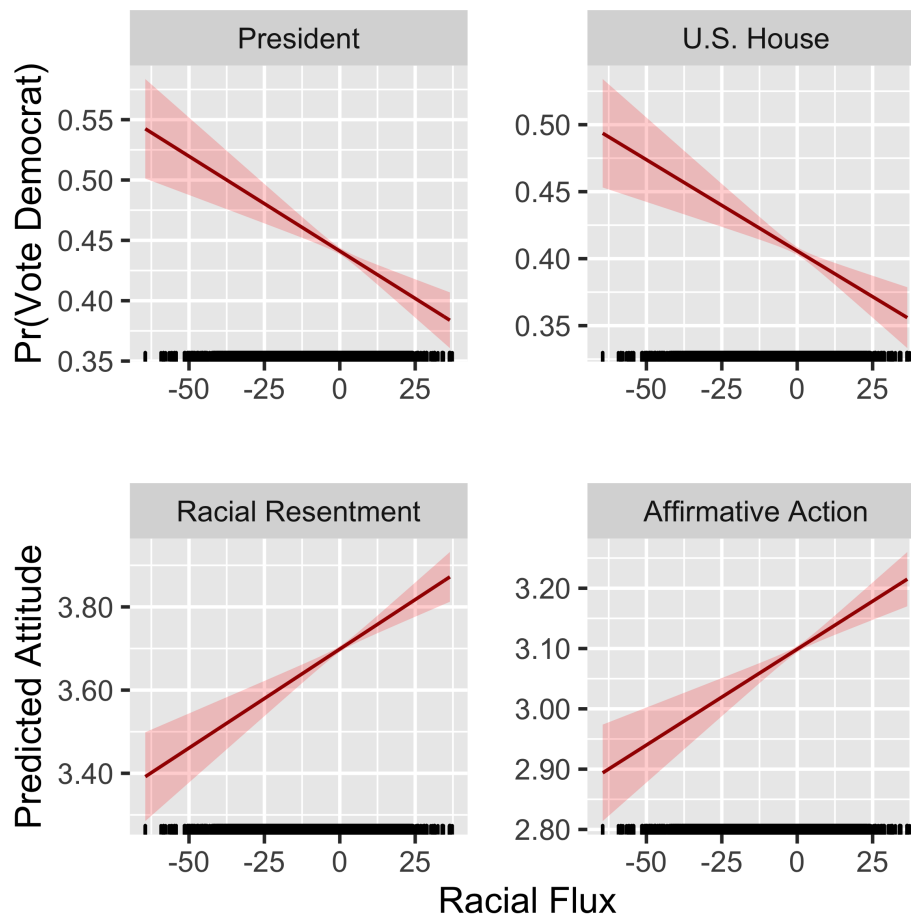 President
U.S. House
Pr(Vote Democrat)
0.55
0.50
0.45
0.40
0.35
-50 -25 0 25
0.50
0.45
0.40
0.35
-50 -25 0 25
Racial Resentment
Affirmative Action
Predicted Attitude
3.80
3.60
3.40
-50 -25 0 25
3.20
3.10
3.00
2.90
2.80
-50 -25 0 25
Racial Flux